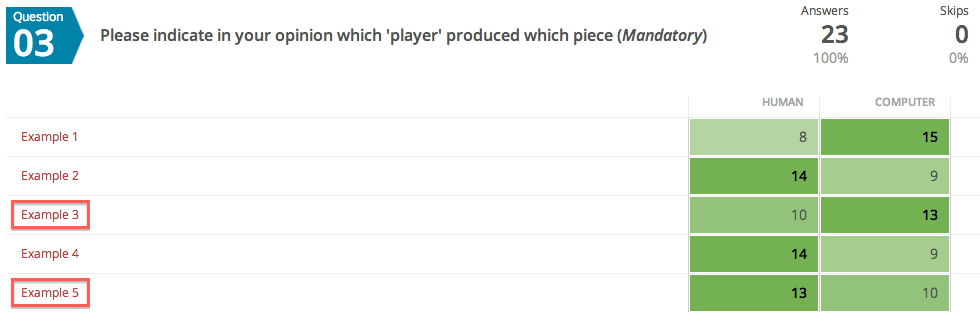 Question
03
Please indicate in your opinion which 'player' produced which piece (Mandatory)
Answers
23
100%
Skips
0
0%
HUMAN COMPUTER
Example 1 8 15
Example 2 14 9
Example 3 10 13
Example 4 14 9
Example 5 13 10